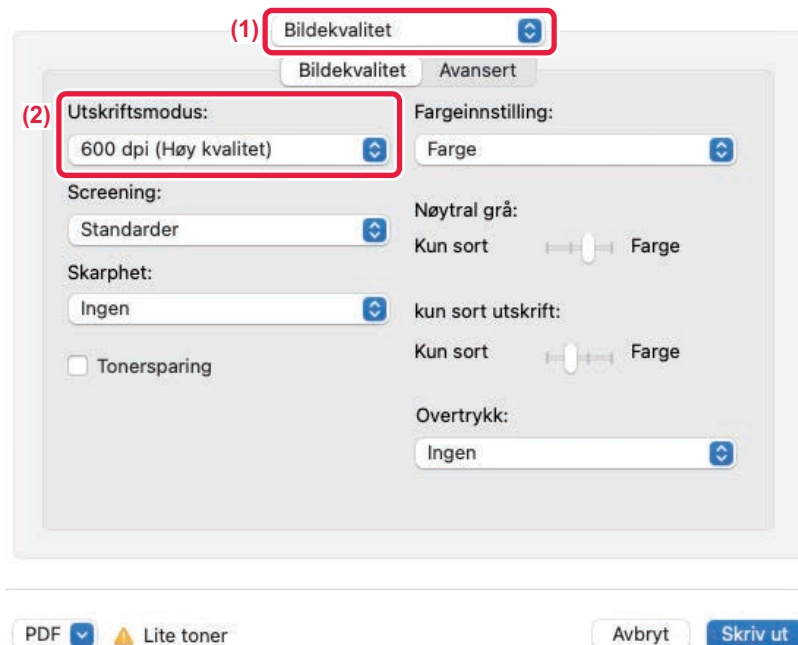 (1) Bildekvalitet
Bildekvalitet Avansert
(2) Utskriftsmodus:
600 dpi (Høy kvalitet)
Screening:
Standarder
Skarphet:
Ingen
Tonersparing
Fargeinnstilling:
Farge
Nøytral grå:
Kun sort Farge
kun sort utskrift:
Kun sort Farge
Overtrykk:
Ingen
PDF Lite toner Avbryt Skriv ut